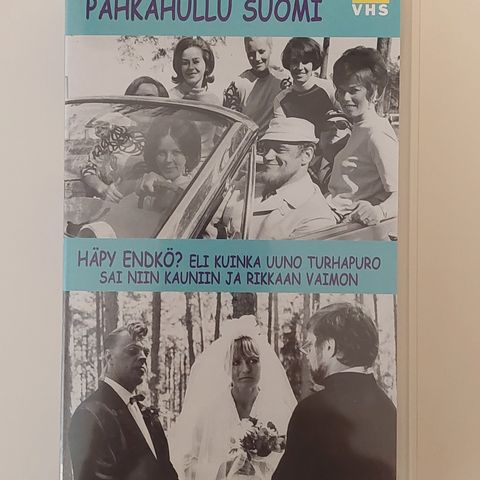 PÄHKÄHULLU SUOMI
VHS
HÄPY ENDKÖ? ELI KUINKA UUNO TURHAPURO
SAI NIIN KAUNIIN JA RIKKAAN VAIMON